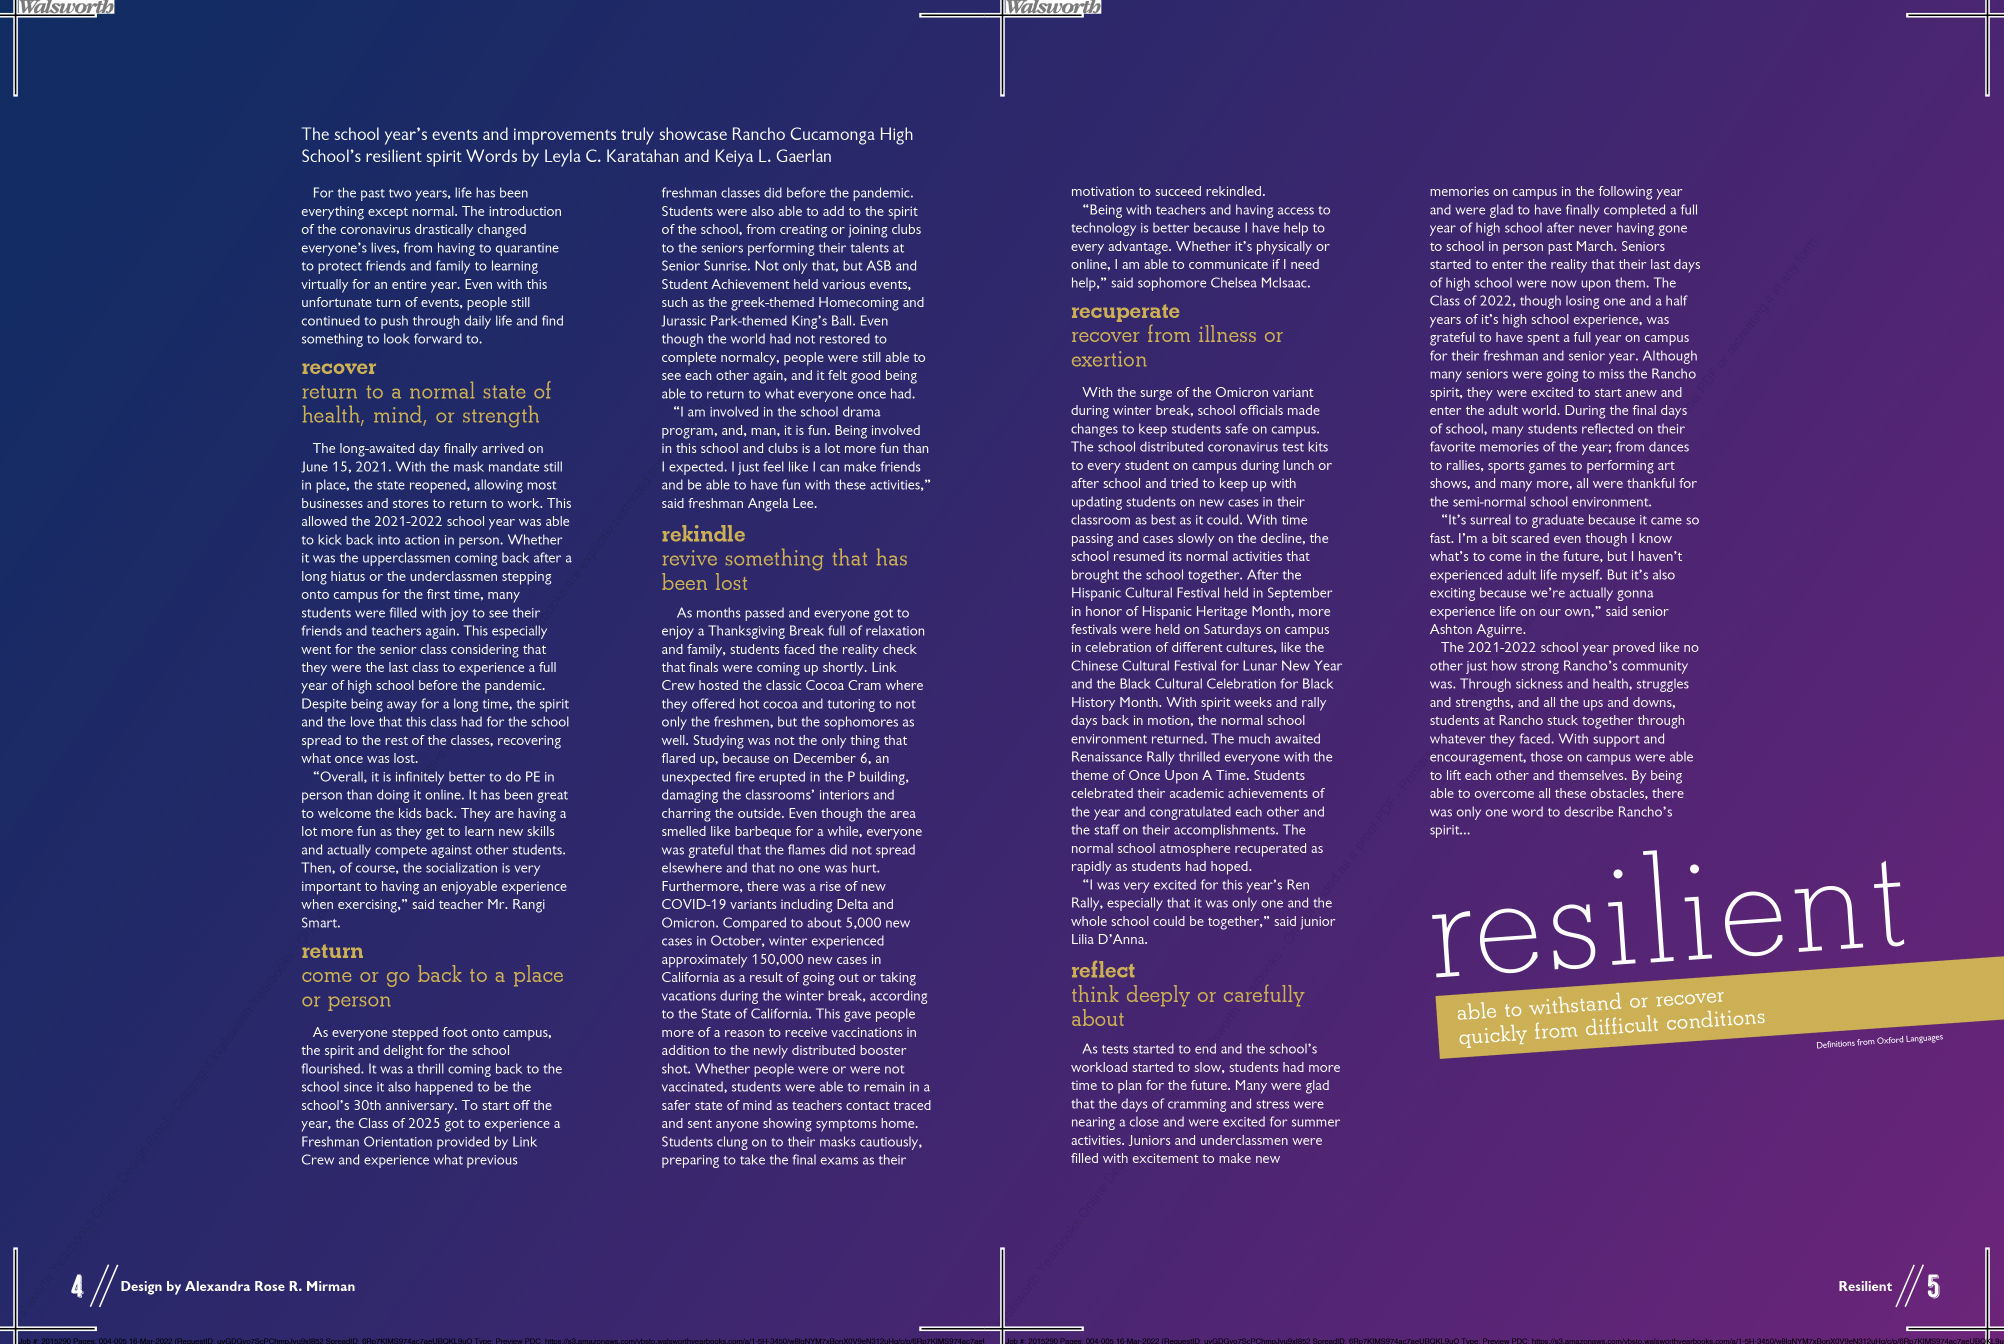 Walsworth
Walsworth
The school year's events and improvements truly showcase Rancho Cucamonga High
School's resilient spirit Words by Leyla C. Karatahan and Keiya L. Gaerlan
For the past two years, life has been
everything except normal. The introduction
of the coronavirus drastically changed
everyone's lives, from having to quarantine
to protect friends and family to learning
virtually for an entire year. Even with this
unfortunate turn of events, people still
continued to push through daily life and find
something to look forward to.
recover
return to a normal state of
health, mind, or strength
The long-awaited day finally arrived on
June 15, 2021. With the mask mandate still
in place, the state reopened, allowing most
businesses and stores to return to work. This
allowed the 2021-2022 school year was able
to kick back into action in person. Whether
it was the upperclassmen coming back after a
long hiatus or the underclassmen stepping
onto campus for the first time, many
students were filled with joy to see their
friends and teachers again. This especially
went for the senior class considering that
they were the last class to experience a full
year of high school before the pandemic.
Despite being away for a long time, the spirit
and the love that this class had for the school
spread to the rest of the classes, recovering
what once was lost.
“Overall, it is infinitely better to do PE in
person than doing it online. It has been great
to welcome the kids back. They are having a
lot more fun as they get to learn new skills
and actually compete against other students.
Then, of course, the socialization is very
important to having an enjoyable experience
when exercising,” said teacher Mr. Rangi
Smart.
return
come or go back to a place
or person
As everyone stepped foot onto campus,
the spirit and delight for the school
flourished. It was a thrill coming back to the
school since it also happened to be the
school's 30th anniversary. To start off the
year, the Class of 2025 got to experience a
Freshman Orientation provided by Link
Crew and experience what previous
freshman classes did before the pandemic.
Students were also able to add to the spirit
of the school, from creating or joining clubs
to the seniors performing their talents at
Senior Sunrise. Not only that, but ASB and
Student Achievement held various events,
such as the greek-themed Homecoming and
Jurassic Park-themed King's Ball. Even
though the world had not restored to
complete normalcy, people were still able to
see each other again, and it felt good being
able to return to what everyone once had.
“I am involved in the school drama
program, and, man, it is fun. Being involved
in this school and clubs is a lot more fun than
I expected. I just feel like I can make friends
and be able to have fun with these activities,”
said freshman Angela Lee.
rekindle
revive something that has
been lost
As months passed and everyone got to
enjoy a Thanksgiving Break full of relaxation
and family, students faced the reality check
that finals were coming up shortly. Link
Crew hosted the classic Cocoa Cram where
they offered hot cocoa and tutoring to not
only the freshmen, but the sophomores as
well. Studying was not the only thing that
flared up, because on December 6, an
unexpected fire erupted in the P building,
damaging the classrooms' interiors and
charring the outside. Even though the area
smelled like barbeque for a while, everyone
was grateful that the flames did not spread
elsewhere and that no one was hurt.
Furthermore, there was a rise of new
COVID-19 variants including Delta and
Omicron. Compared to about 5,000 new
cases in October, winter experienced
approximately 150,000 new cases in
California as a result of going out or taking
vacations during the winter break, according
to the State of California. This gave people
more of a reason to receive vaccinations in
addition to the newly distributed booster
shot. Whether people were or were not
vaccinated, students were able to remain in a
safer state of mind as teachers contact traced
and sent anyone showing symptoms home.
Students clung on to their masks cautiously,
preparing to take the final exams as their
motivation to succeed rekindled.
“Being with teachers and having access to
technology is better because I have help to
every advantage. Whether it's physically or
online, I am able to communicate if I need
help,” said sophomore Chelsea McIsaac.
recuperate
recover from illness or
exertion
With the surge of the Omicron variant
during winter break, school officials made
changes to keep students safe on campus.
The school distributed coronavirus test kits
to every student on campus during lunch or
after school and tried to keep up with
updating students on new cases in their
classroom as best as it could. With time
passing and cases slowly on the decline, the
school resumed its normal activities that
brought the school together. After the
Hispanic Cultural Festival held in September
in honor of Hispanic Heritage Month, more
festivals were held on Saturdays on campus
in celebration of different cultures, like the
Chinese Cultural Festival for Lunar New Year
and the Black Cultural Celebration for Black
History Month. With spirit weeks and rally
days back in motion, the normal school
environment returned. The much awaited
Renaissance Rally thrilled everyone with the
theme of Once Upon A Time. Students
celebrated their academic achievements of
the year and congratulated each other and
the staff on their accomplishments. The
normal school atmosphere recuperated as
rapidly as students had hoped.
“I was very excited for this year's Ren
Rally, especially that it was only one and the
whole school could be together,” said junior
Lilia D'Anna.
reflect
think deeply or carefully
about
As tests started to end and the school's
workload started to slow, students had more
time to plan for the future. Many were glad
that the days of cramming and stress were
nearing a close and were excited for summer
activities. Juniors and underclassmen were
filled with excitement to make new
memories on campus in the following year
and were glad to have finally completed a full
year of high school after never having gone
to school in person past March. Seniors
started to enter the reality that their last days
of high school were now upon them. The
Class of 2022, though losing one and a half
years of it's high school experience, was
grateful to have spent a full year on campus
for their freshman and senior year. Although
many seniors were going to miss the Rancho
spirit, they were excited to start anew and
enter the adult world. During the final days
of school, many students reflected on their
favorite memories of the year; from dances
to rallies, sports games to performing art
shows, and many more, all were thankful for
the semi-normal school environment.
“It's surreal to graduate because it came so
fast. I'm a bit scared even though I know
what's to come in the future, but I haven't
experienced adult life myself. But it's also
exciting because we're actually gonna
experience life on our own,” said senior
Ashton Aguirre.
The 2021-2022 school year proved like no
other just how strong Rancho's community
was. Through sickness and health, struggles
and strengths, and all the ups and downs,
students at Rancho stuck together through
whatever they faced. With support and
encouragement, those on campus were able
to lift each other and themselves. By being
able to overcome all these obstacles, there
was only one word to describe Rancho's
spirit...
resilient
able to withstand or recover
quickly from difficult conditions
Definitions from Oxford Languages
4 // Design by Alexandra Rose R. Mirman
Resilient // 5